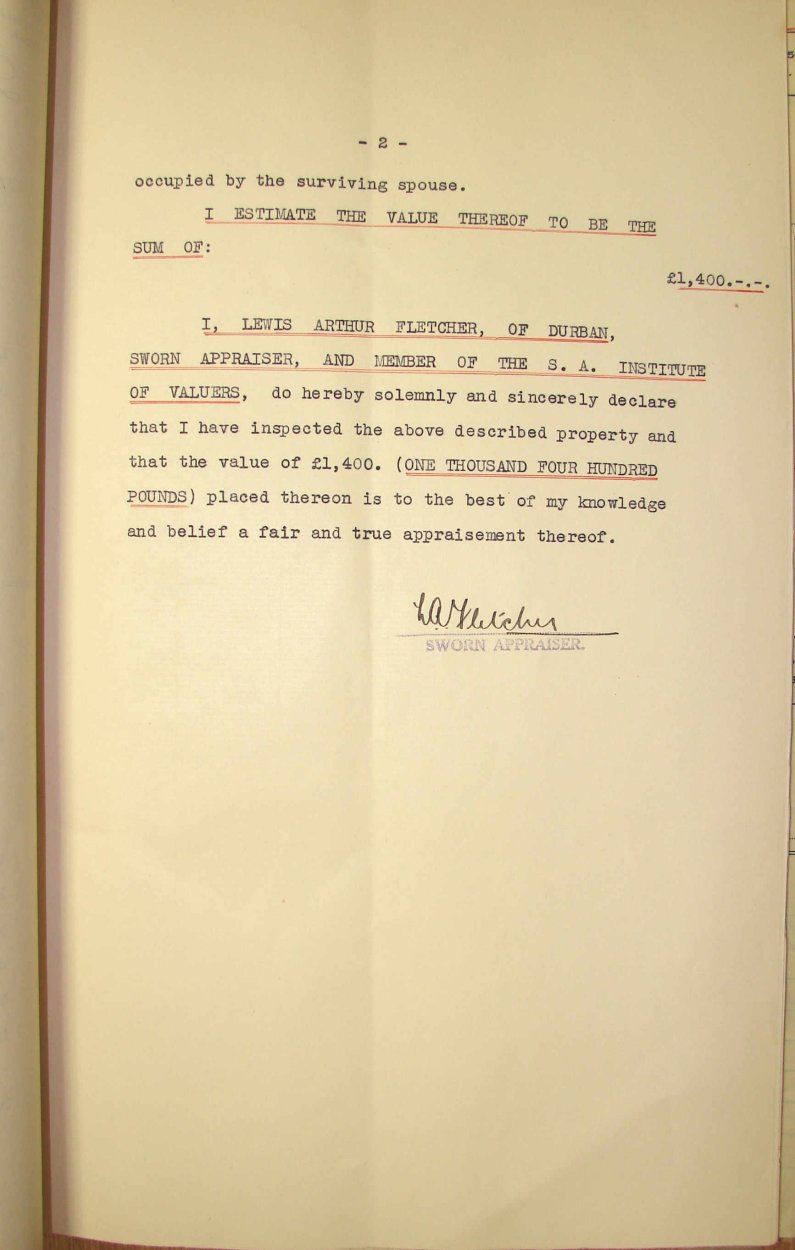 - 2 -
occupied by the surviving spouse.
I ESTIMATE THE VALUE THEREOF TO BE THE
SUM OF:
£1,400.-.-.
I, LEWIS ARTHUR FLETCHER, OF DURBAN,
SWORN APPRAISER, AND MEMBER OF THE S. A. INSTITUTE
OF VALUERS, do hereby solemnly and sincerely declare
that I have inspected the above described property and
that the value of £1,400. (ONE THOUSAND FOUR HUNDRED
POUNDS) placed thereon is to the best of my knowledge
and belief a fair and true appraisement thereof.
LA Fletcher
SWORN APPRAISER.